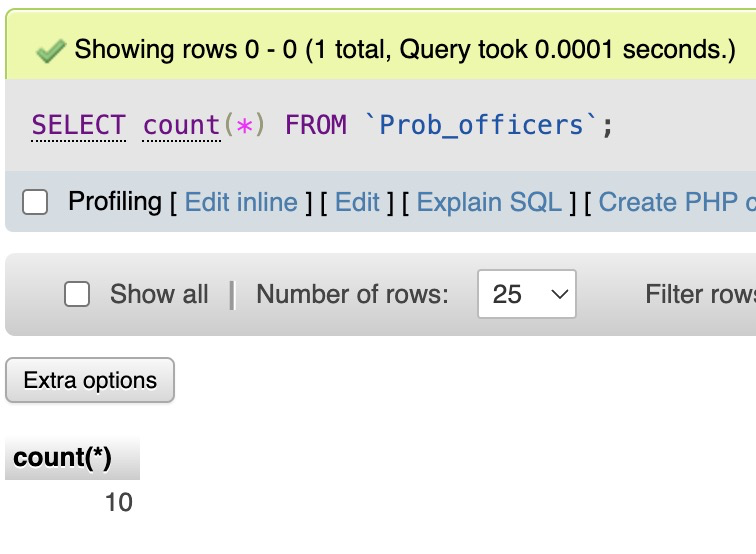 Showing rows 0 - 0 (1 total, Query took 0.0001 seconds.)
SELECT count(*) FROM `Prob_officers`;
Profiling [ Edit inline ] [ Edit ] [ Explain SQL ] [ Create PHP c
Show all | Number of rows: 25 Filter rows
Extra options
count(*)
10